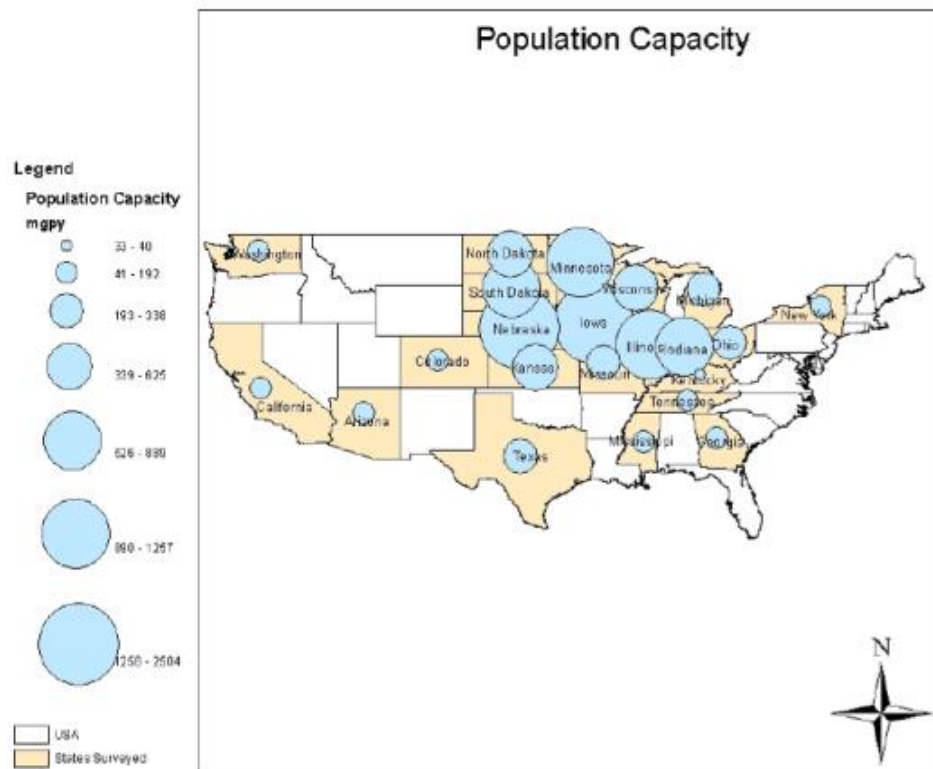 Population Capacity
Legend
Population Capacity
mgpy
33 - 40
41 - 192
193 - 338
339 - 625
626 - 889
890 - 1257
1258 - 2504
USA
States Surveyed
Washington
North Dakota
Minnesota
South Dakota
Wisconsin
Michigan
New York
Iowa
Nebraska
Illinois
Indiana
Ohio
Colorado
Kansas
Missouri
Kentucky
California
Arizona
Tennessee
Texas
Mississippi
Georgia
N